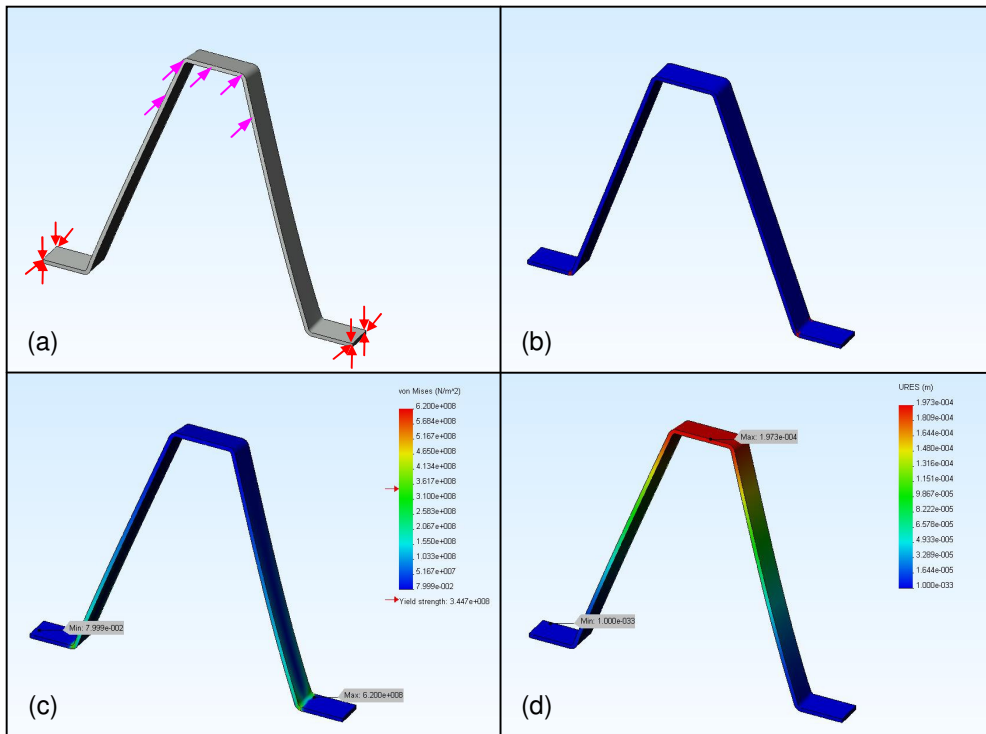 (a)
(b)
von Mises (N/m^2)
6.200e+008
5.684e+008
5.167e+008
4.650e+008
4.134e+008
3.617e+008
3.100e+008
2.583e+008
2.067e+008
1.550e+008
1.033e+008
5.167e+007
7.999e-002
Yield strength: 3.447e+008
Min: 7.999e-002
Max: 6.200e+008
(c)
URES (m)
1.973e-004
1.809e-004
1.644e-004
1.480e-004
1.316e-004
1.151e-004
9.867e-005
8.222e-005
6.578e-005
4.933e-005
3.289e-005
1.644e-005
1.000e-033
Max: 1.973e-004
Min: 1.000e-033
(d)